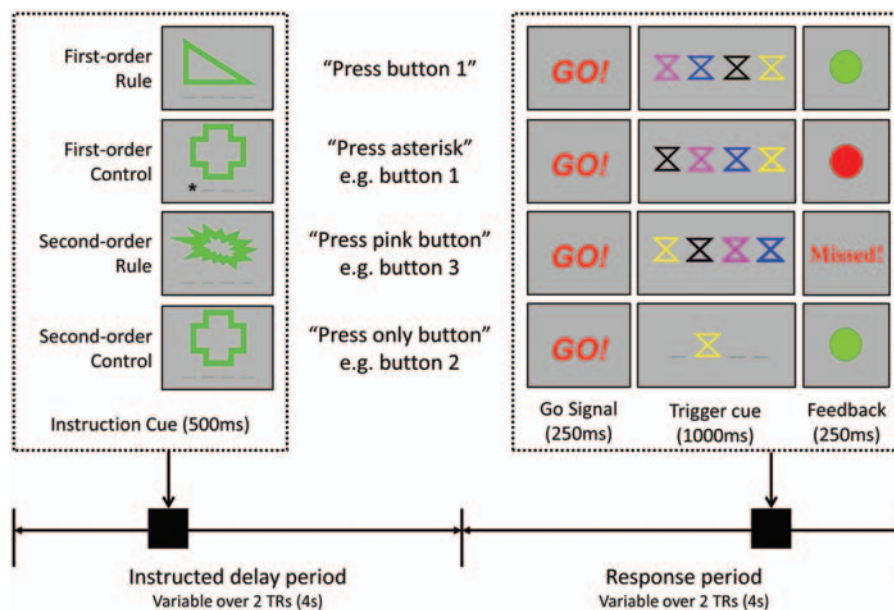 First-order
Rule
"Press button 1"
GO!
First-order
Control
*
"Press asterisk"
e.g. button 1
GO!
Second-order
Rule
"Press pink button"
e.g. button 3
GO!
Missed!
Second-order
Control
"Press only button"
e.g. button 2
GO!
Instruction Cue (500ms)
Go Signal
(250ms)
Trigger cue
(1000ms)
Feedback
(250ms)
Instructed delay period
Variable over 2 TRs (4s)
Response period
Variable over 2 TRs (4s)